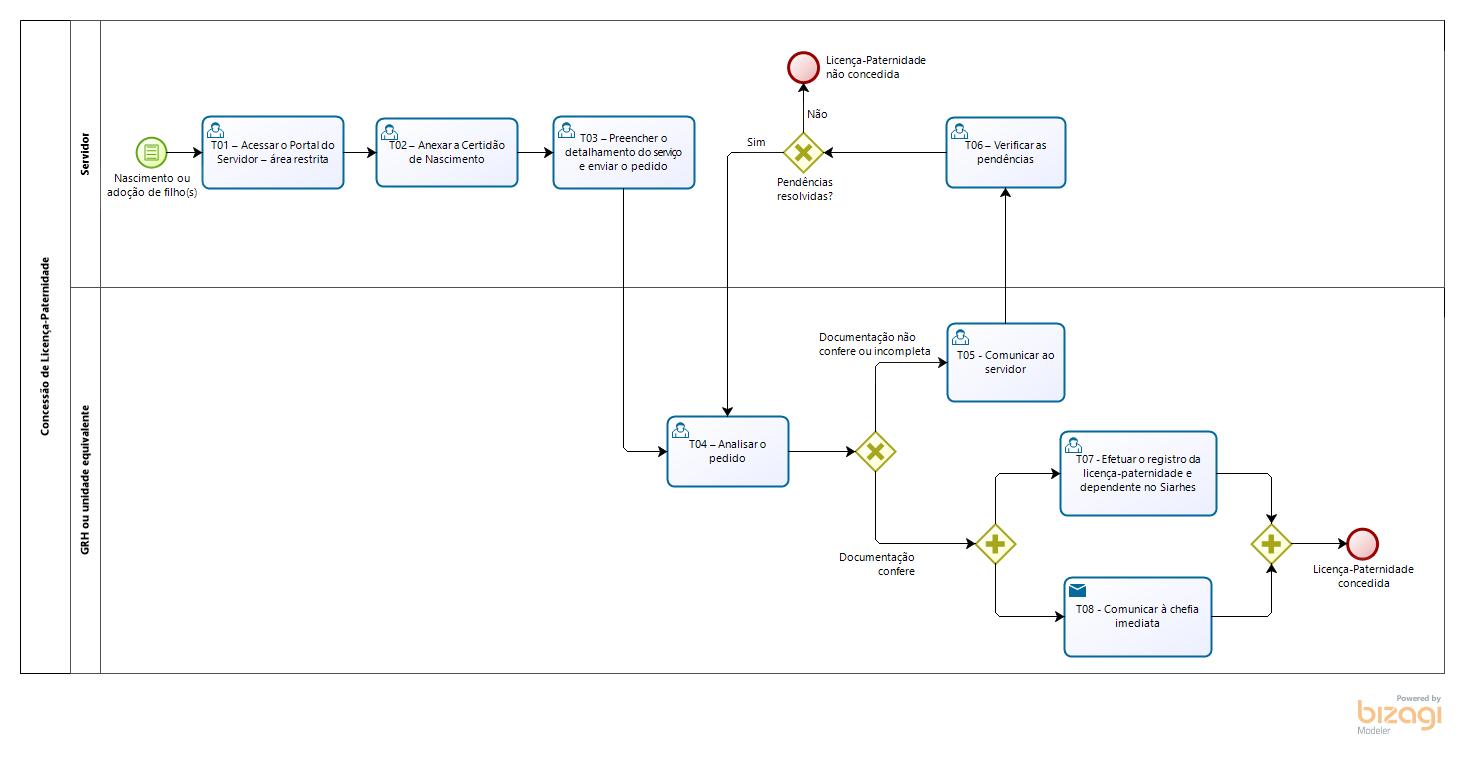 Concessão de Licença-Paternidade
Servidor
Nascimento ou
adoção de filho(s)
T01 – Acessar o Portal do
Servidor – área restrita
T02 – Anexar a Certidão
de Nascimento
T03 – Preencher o
detalhamento do serviço
e enviar o pedido
Licença-Paternidade
não concedida
Não
Sim
Pendências
resolvidas?
T06 – Verificar as
pendências
GRH ou unidade equivalente
T04 – Analisar o
pedido
Documentação não
confere ou incompleta
T05 - Comunicar ao
servidor
Documentação
confere
T07 - Efetuar o registro da
licença-paternidade e
dependente no Siarhes
T08 - Comunicar à chefia
imediata
Licença-Paternidade
concedida
Powered by
bizagi
Modeler